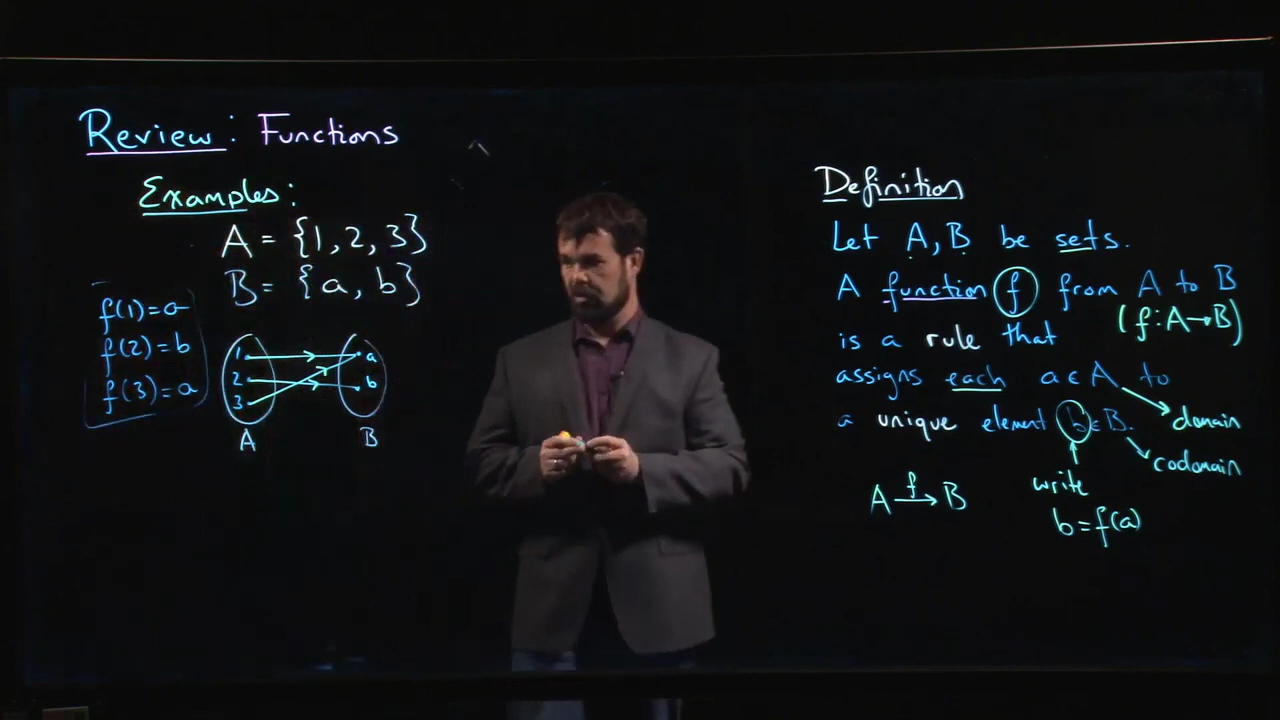 Review: Functions
Examples:
A = {1, 2, 3}
B = {a, b}
f(1)=a
f(2)=b
f(3)=a
1 a
2 b
3
A B
Definition
Let A, B be sets.
A function f from A to B
(f: A→B)
is a rule that
assigns each a ∈ A to
domain
a unique element b ∈ B.
codomain
write
b = f(a)
A f→ B